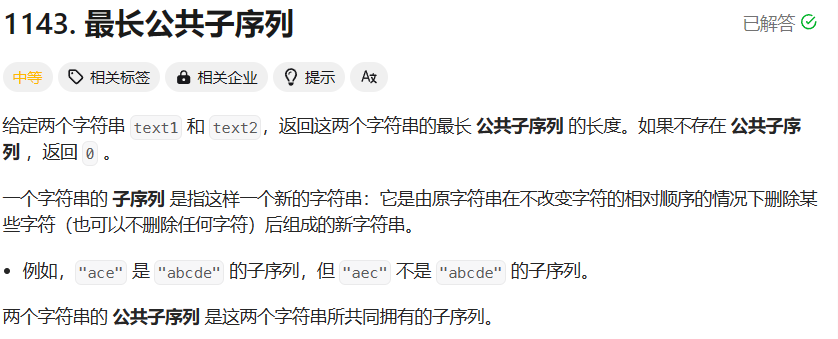 1143. 最长公共子序列
已解答
中等 相关标签 相关企业 提示
给定两个字符串 text1 和 text2，返回这两个字符串的最长 公共子序列 的长度。如果不存在 公共子序
列 ，返回 0 。
一个字符串的 子序列 是指这样一个新的字符串：它是由原字符串在不改变字符的相对顺序的情况下删除某
些字符（也可以不删除任何字符）后组成的新字符串。
• 例如，"ace" 是 "abcde" 的子序列，但 "aec" 不是 "abcde" 的子序列。
两个字符串的 公共子序列 是这两个字符串所共同拥有的子序列。